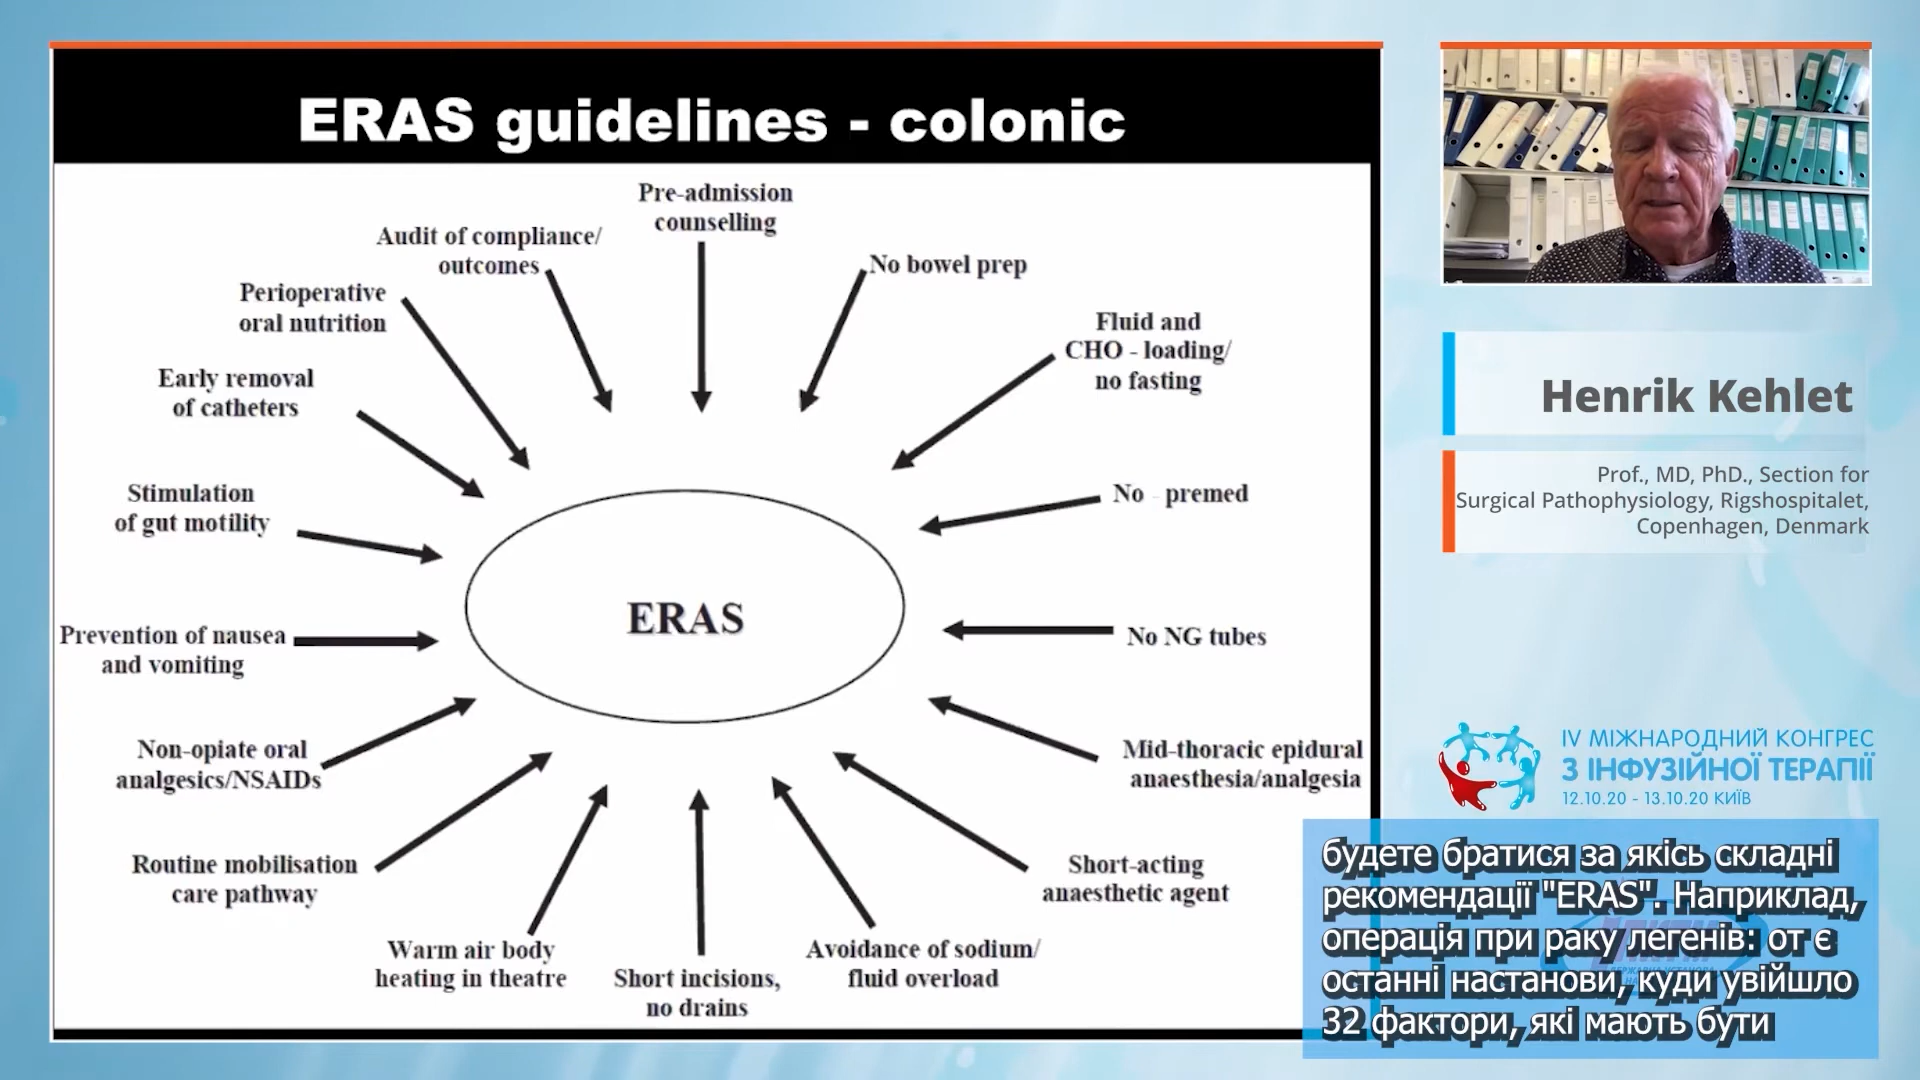 ERAS guidelines - colonic
Pre-admission
counselling
Audit of compliance/
outcomes
No bowel prep
Perioperative
oral nutrition
Fluid and
CHO - loading/
no fasting
Early removal
of catheters
No - premed
Stimulation
of gut motility
ERAS
Prevention of nausea
and vomiting
No NG tubes
Non-opiate oral
analgesics/NSAIDs
Mid-thoracic epidural
anaesthesia/analgesia
Routine mobilisation
care pathway
Short-acting
anaesthetic agent
Warm air body
heating in theatre
Short incisions,
no drains
Avoidance of sodium/
fluid overload
Henrik Kehlet
Prof., MD, PhD., Section for
Surgical Pathophysiology, Rigshospitalet,
Copenhagen, Denmark
IV МІЖНАРОДНИЙ КОНГРЕС
З ІНФУЗІЙНОЇ ТЕРАПІЇ
12.10.20 - 13.10.20 КИЇВ
будете братися за якісь складні
рекомендації "ERAS". Наприклад,
операція при раку легенів: от є
останні настанови, куди увійшло
32 фактори, які мають бути